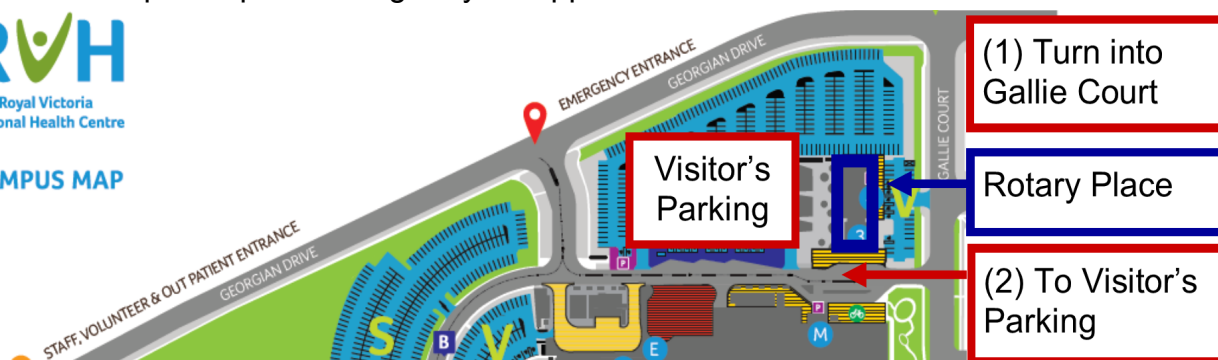 RVH
Royal Victoria
onal Health Centre
MPUS MAP
EMERGENCY ENTRANCE
GEORGIAN DRIVE
GALLIE COURT
(1) Turn into
Gallie Court
Visitor's
Parking
Rotary Place
V
3
P
(2) To Visitor's
Parking
STAFF, VOLUNTEER & OUT PATIENT ENTRANCE
GEORGIAN DRIVE
S
V
B
E
P
M